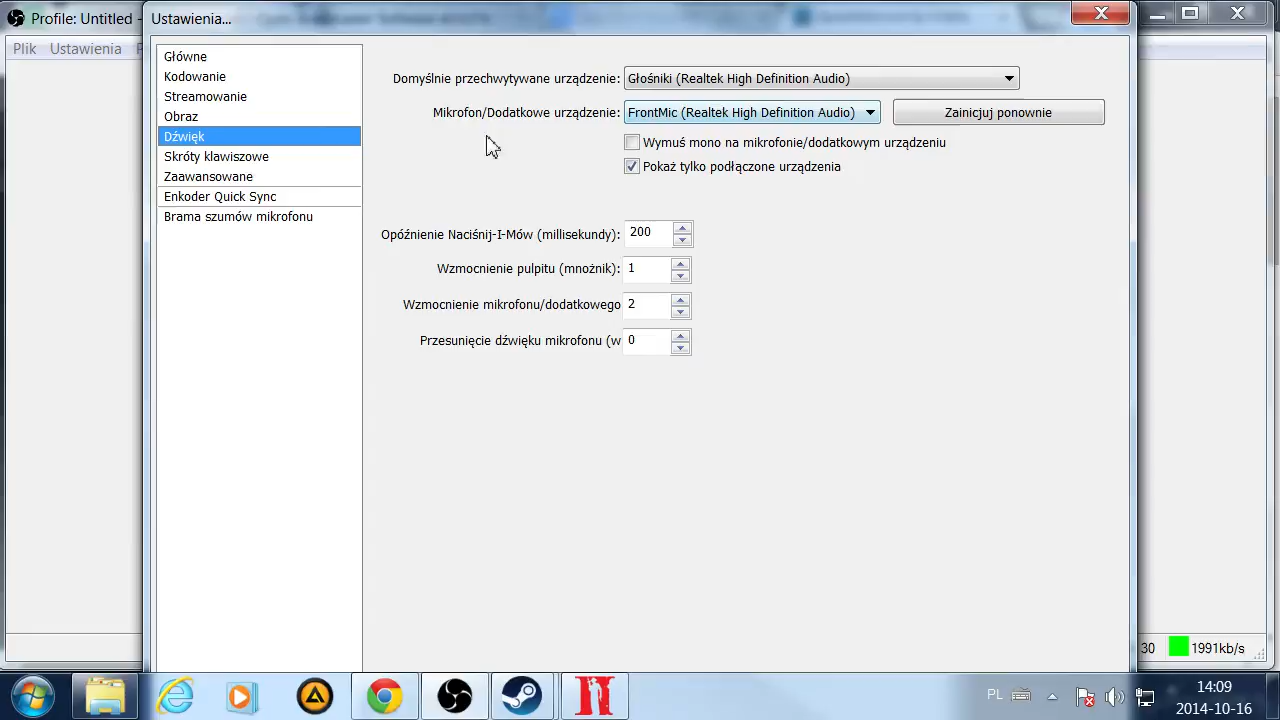 Profile: Untitled -
Ustawienia...
Plik Ustawienia P
Główne
Kodowanie
Streamowanie
Obraz
Dźwięk
Skróty klawiszowe
Zaawansowane
Enkoder Quick Sync
Brama szumów mikrofonu
Domyślnie przechwytywane urządzenie: Głośniki (Realtek High Definition Audio)
Mikrofon/Dodatkowe urządzenie: FrontMic (Realtek High Definition Audio) Zainicjuj ponownie
Wymuś mono na mikrofonie/dodatkowym urządzeniu
Pokaż tylko podłączone urządzenia
Opóźnienie Naciśnij-I-Mów (millisekundy): 200
Wzmocnienie pulpitu (mnożnik): 1
Wzmocnienie mikrofonu/dodatkowego 2
Przesunięcie dźwięku mikrofonu (w 0
30 1991kb/s
PL
14:09
2014-10-16